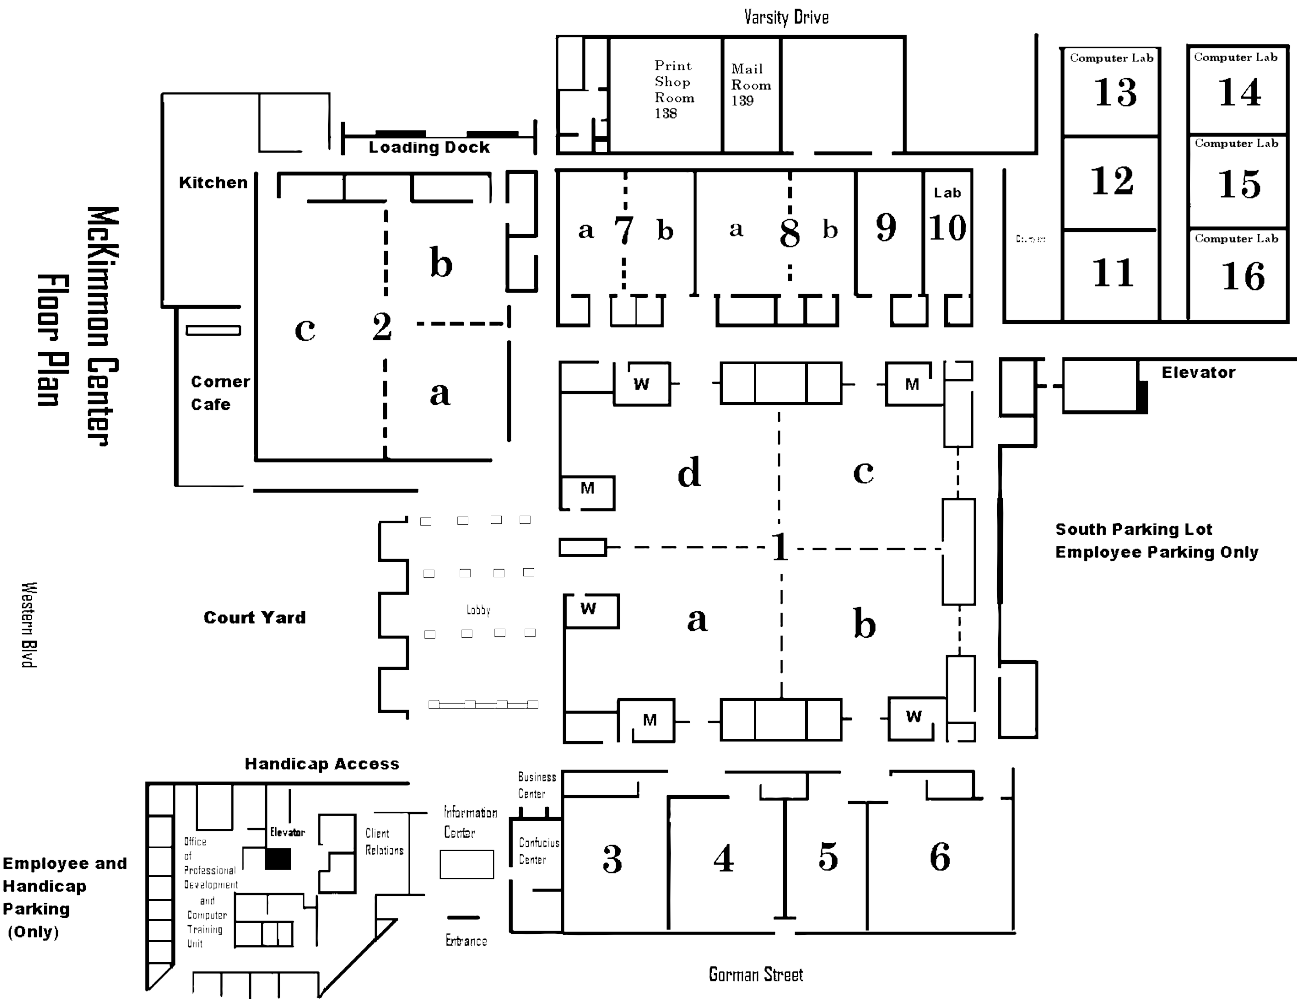 Varsity Drive
McKimmon Center
Floor Plan
Print
Shop
Room
138
Mail
Room
139
Computer Lab
13
Computer Lab
14
Loading Dock
Kitchen
12
Computer Lab
15
a 7 b
a 8 b
9
Lab
10
11
Computer Lab
16
b
c 2
a
Corner
Cafe
W
M
Elevator
d
c
M
1
South Parking Lot
Employee Parking Only
W
Lobby
a
b
Court Yard
Western Blvd
M
W
Handicap Access
Business
Center
Information
Center
Elevator
Client
Relations
Office
of
Professional
Development
and
Computer
Training
Unit
Confucius
Center
3
4
5
6
Employee and
Handicap
Parking
(Only)
Entrance
Gorman Street